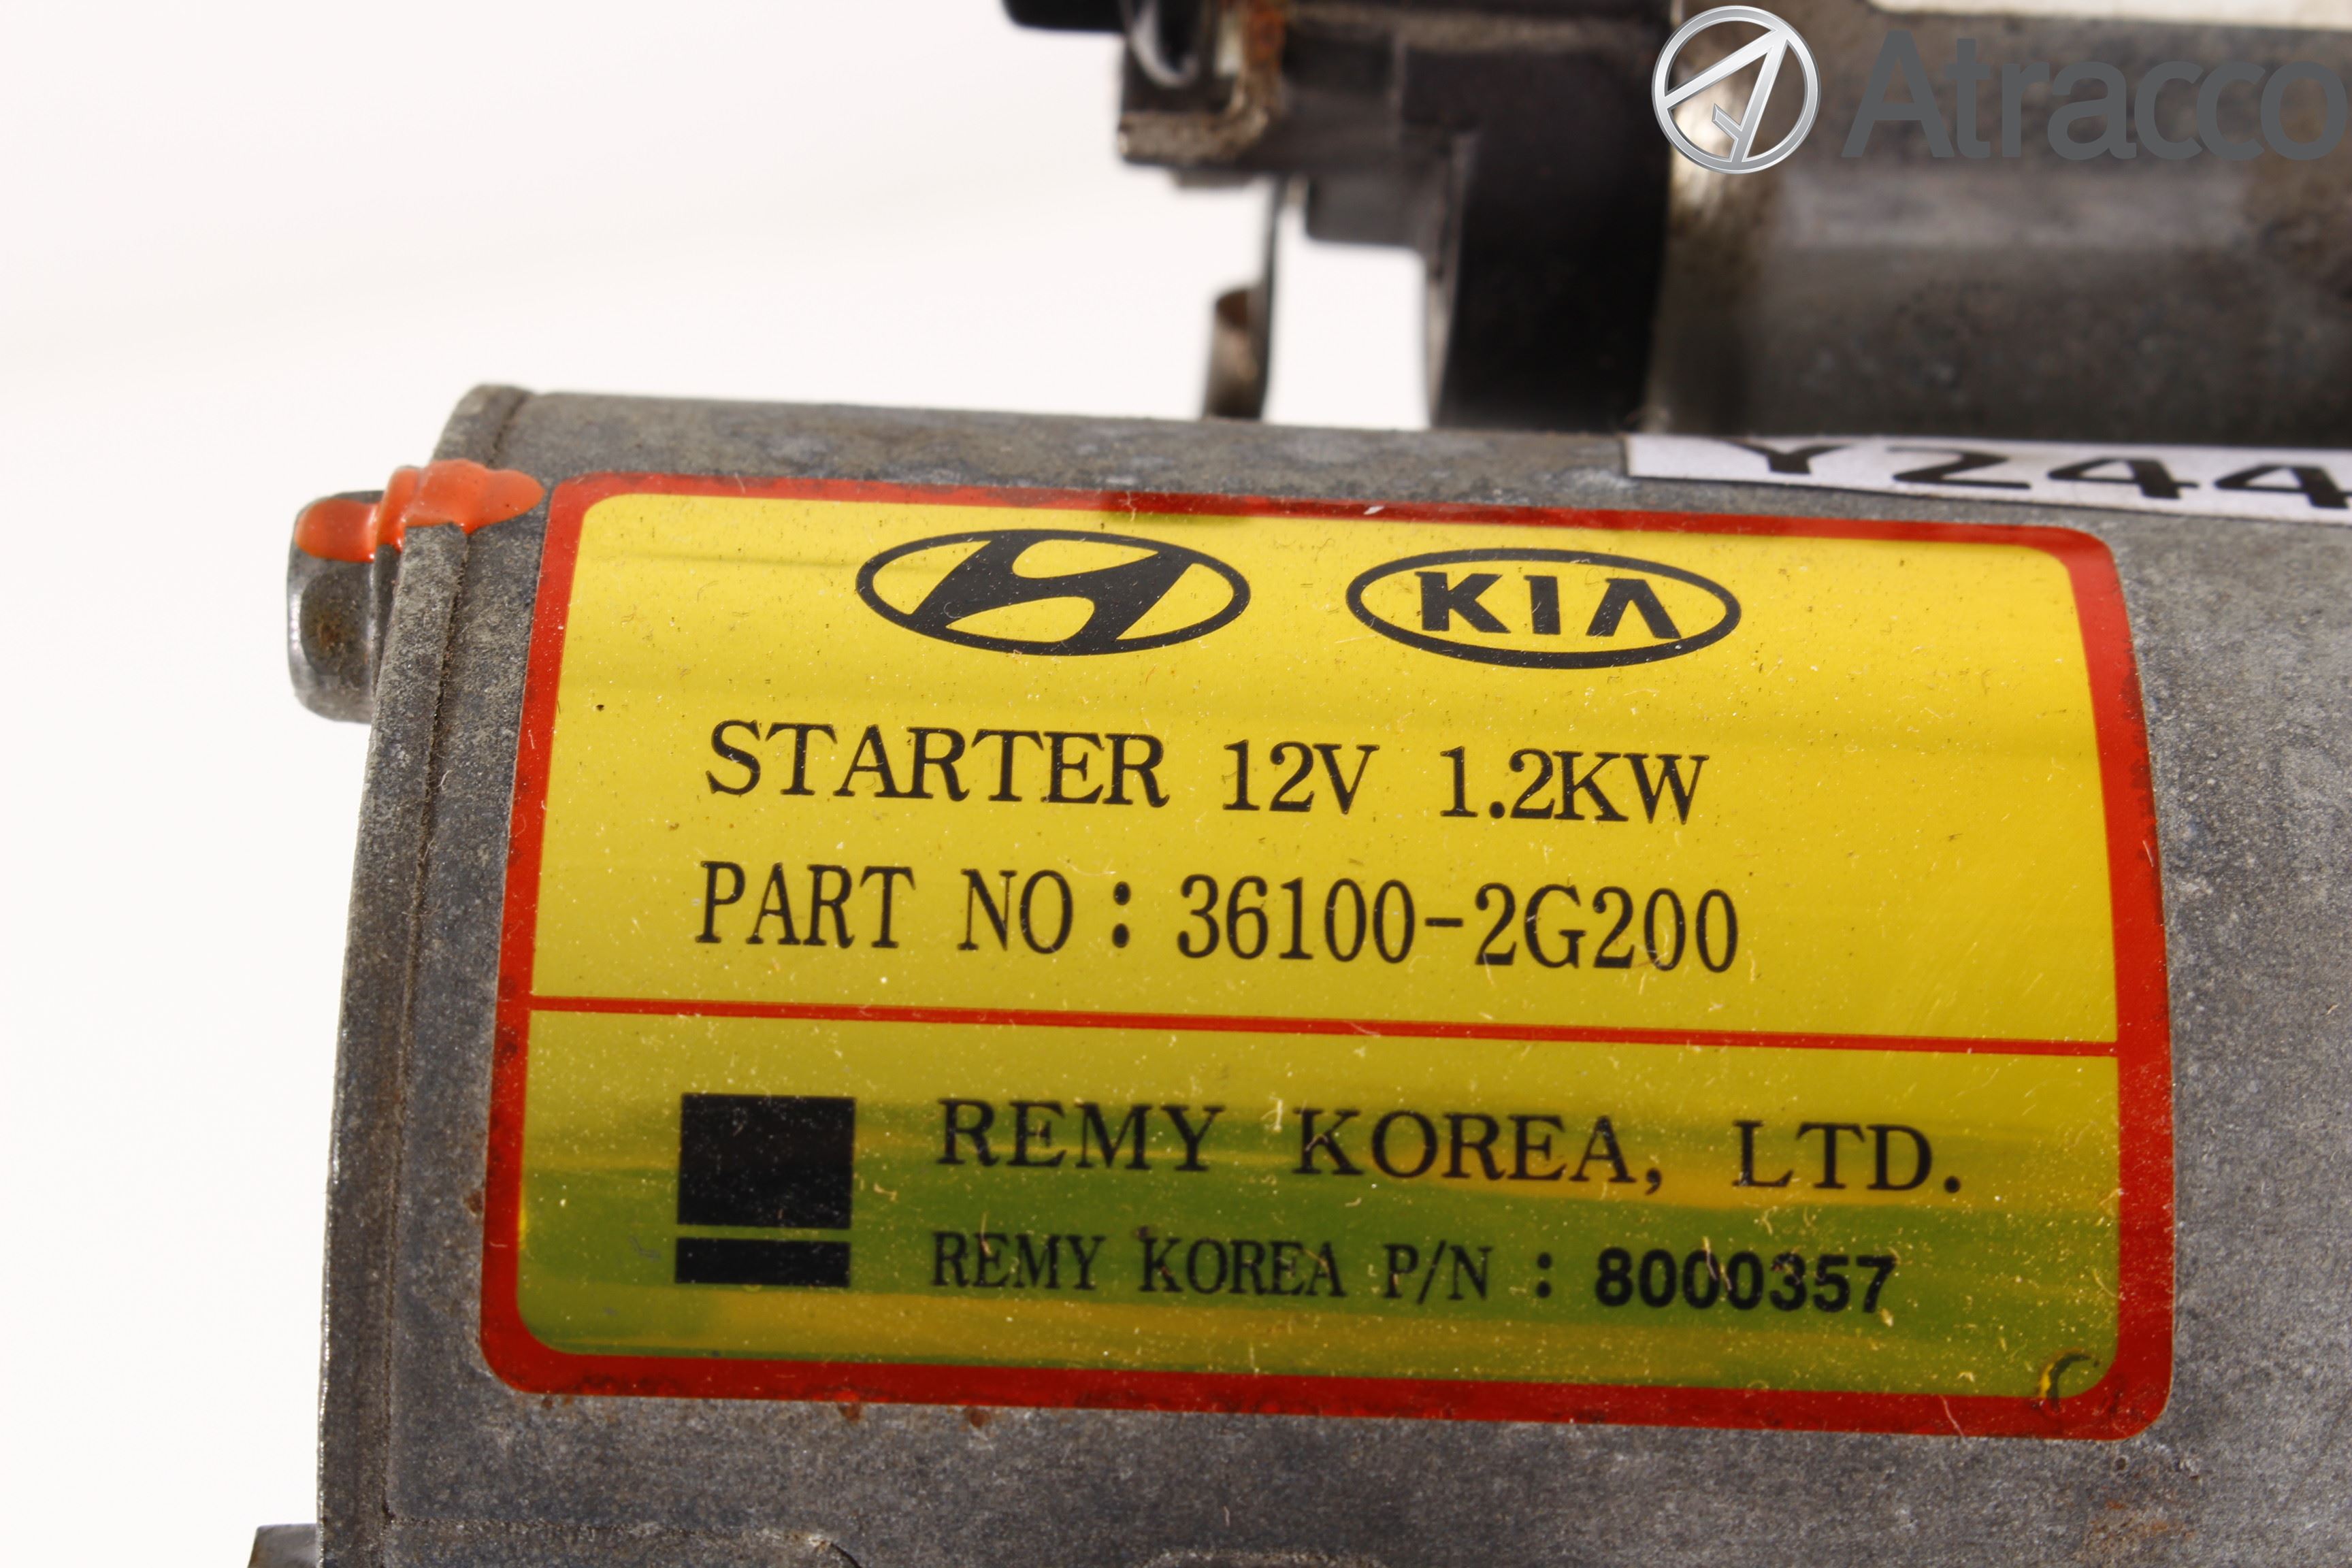 Atracco
Y244
KIA
STARTER 12V 1.2KW
PART NO : 36100-2G200
REMY KOREA, LTD.
REMY KOREA P/N : 8000357